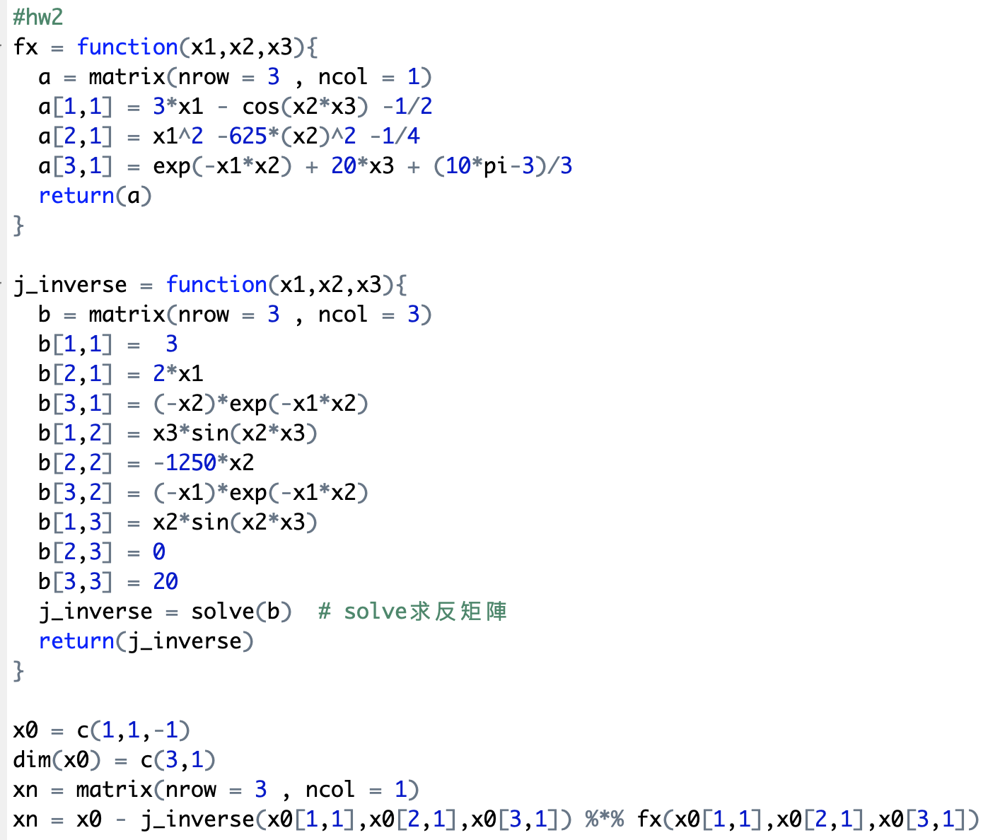 #hw2
fx = function(x1,x2,x3){
  a = matrix(nrow = 3 , ncol = 1)
  a[1,1] = 3*x1 - cos(x2*x3) -1/2
  a[2,1] = x1^2 -625*(x2)^2 -1/4
  a[3,1] = exp(-x1*x2) + 20*x3 + (10*pi-3)/3
  return(a)
}
j_inverse = function(x1,x2,x3){
  b = matrix(nrow = 3 , ncol = 3)
  b[1,1] =  3
  b[2,1] = 2*x1
  b[3,1] = (-x2)*exp(-x1*x2)
  b[1,2] = x3*sin(x2*x3)
  b[2,2] = -1250*x2
  b[3,2] = (-x1)*exp(-x1*x2)
  b[1,3] = x2*sin(x2*x3)
  b[2,3] = 0
  b[3,3] = 20
  j_inverse = solve(b)  # solve求反矩陣
  return(j_inverse)
}
x0 = c(1,1,-1)
dim(x0) = c(3,1)
xn = matrix(nrow = 3 , ncol = 1)
xn = x0 - j_inverse(x0[1,1],x0[2,1],x0[3,1]) %*% fx(x0[1,1],x0[2,1],x0[3,1])